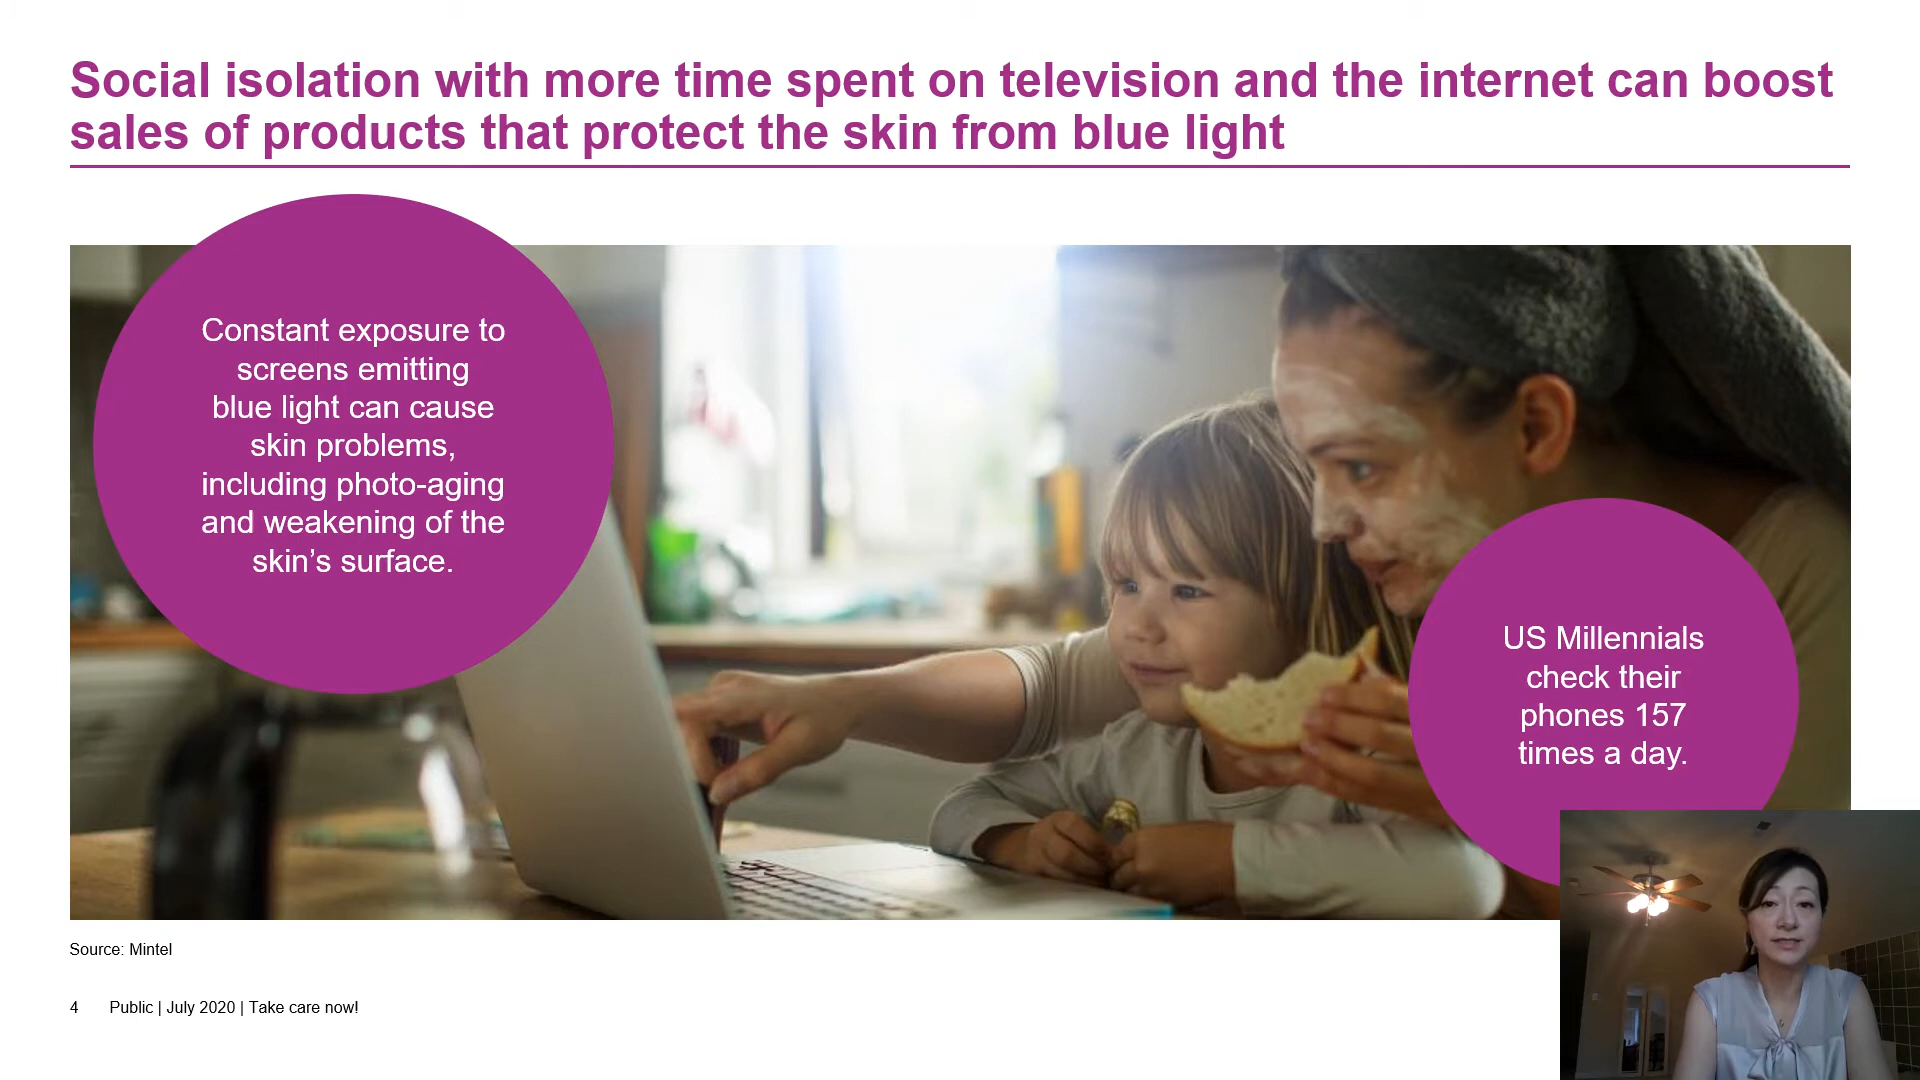 Social isolation with more time spent on television and the internet can boost
sales of products that protect the skin from blue light
Constant exposure to
screens emitting
blue light can cause
skin problems,
including photo-aging
and weakening of the
skin’s surface.
US Millennials
check their
phones 157
times a day.
Source: Mintel
4 Public | July 2020 | Take care now!